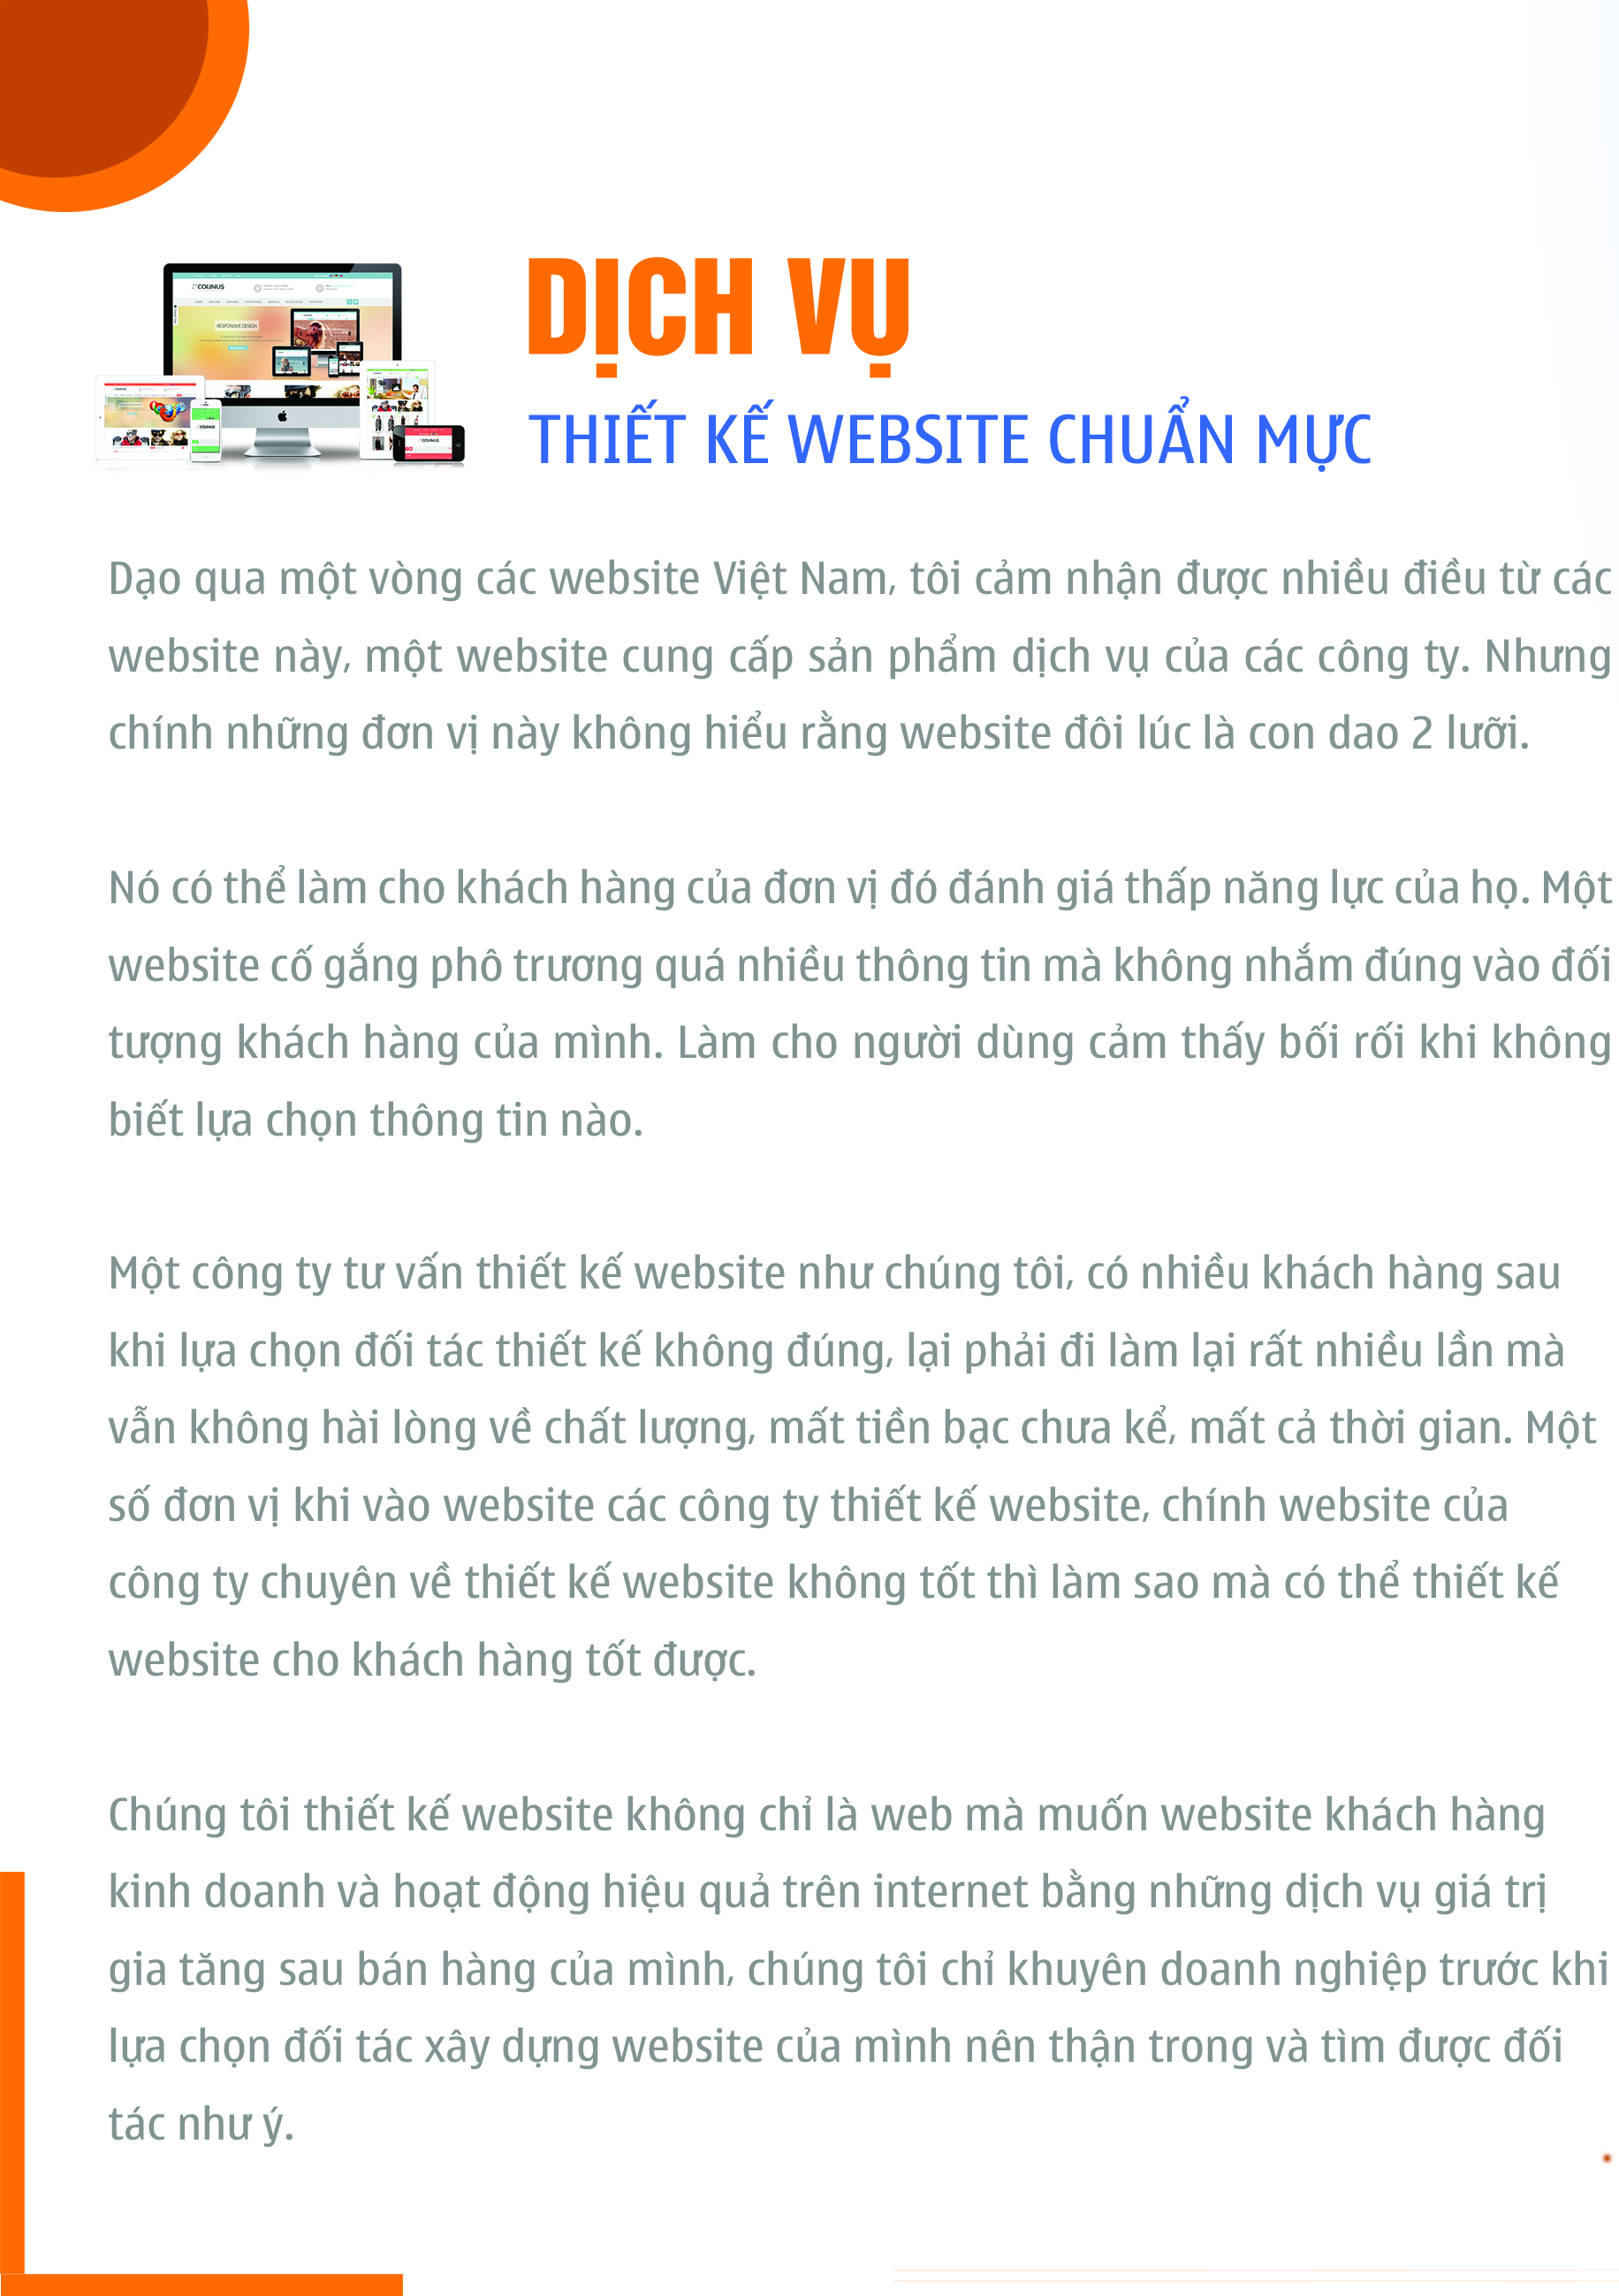 COLINUS
RESPONSIVE DESIGN
DỊCH VỤ
THIẾT KẾ WEBSITE CHUẨN MỰC
Dạo qua một vòng các website Việt Nam, tôi cảm nhận được nhiều điều từ các
website này, một website cung cấp sản phẩm dịch vụ của các công ty. Nhưng
chính những đơn vị này không hiểu rằng website đôi lúc là con dao 2 lưỡi.
Nó có thể làm cho khách hàng của đơn vị đó đánh giá thấp năng lực của họ. Một
website cố gắng phô trương quá nhiều thông tin mà không nhắm đúng vào đối
tượng khách hàng của mình. Làm cho người dùng cảm thấy bối rối khi không
biết lựa chọn thông tin nào.
Một công ty tư vấn thiết kế website như chúng tôi, có nhiều khách hàng sau
khi lựa chọn đối tác thiết kế không đúng, lại phải đi làm lại rất nhiều lần mà
vẫn không hài lòng về chất lượng, mất tiền bạc chưa kể, mất cả thời gian. Một
số đơn vị khi vào website các công ty thiết kế website, chính website của
công ty chuyên về thiết kế website không tốt thì làm sao mà có thể thiết kế
website cho khách hàng tốt được.
Chúng tôi thiết kế website không chỉ là web mà muốn website khách hàng
kinh doanh và hoạt động hiệu quả trên internet bằng những dịch vụ giá trị
gia tăng sau bán hàng của mình, chúng tôi chỉ khuyên doanh nghiệp trước khi
lựa chọn đối tác xây dựng website của mình nên thận trong và tìm được đối
tác như ý.